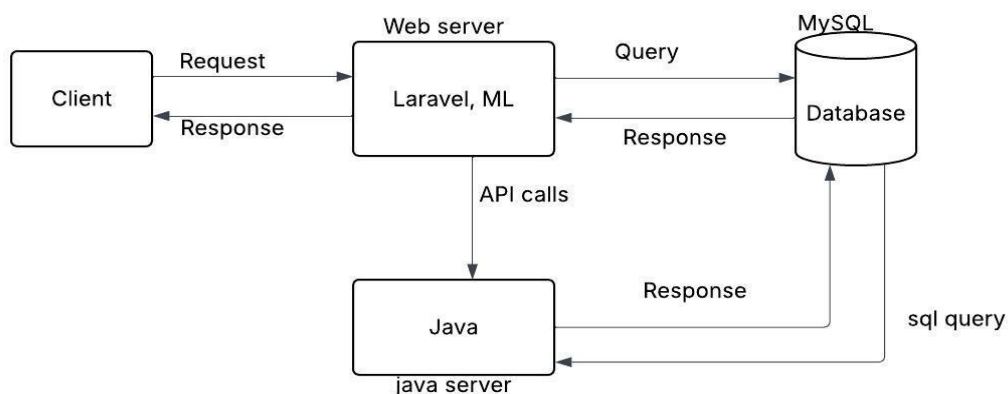 Web server
MySQL
Request
Query
Client
Laravel, ML
Database
Response
Response
API calls
Response
Java
sql query
java server